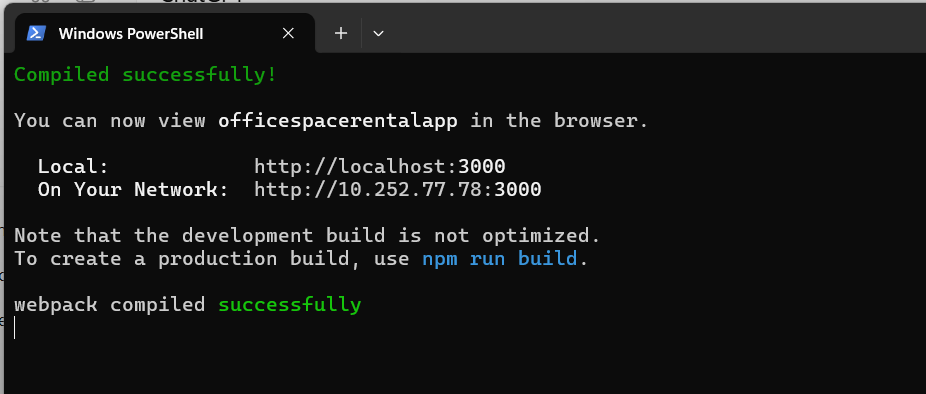 Windows PowerShell
Compiled successfully!
You can now view officespacerentalapp in the browser.
Local: http://localhost:3000
On Your Network: http://10.252.77.78:3000
Note that the development build is not optimized.
To create a production build, use npm run build.
webpack compiled successfully